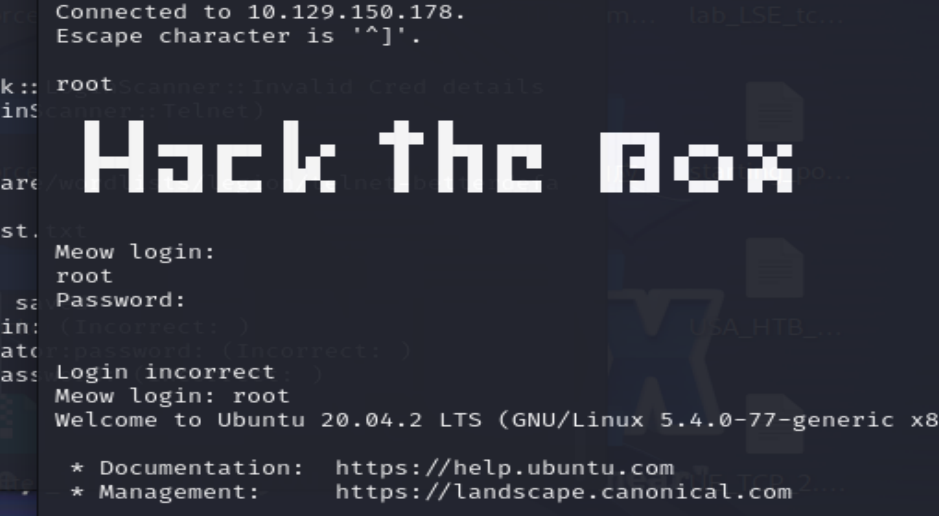 Connected to 10.129.150.178.
Escape character is '^]'.
root
Hack the Box
Meow login:
root
Password:
Login incorrect
Meow login: root
Welcome to Ubuntu 20.04.2 LTS (GNU/Linux 5.4.0-77-generic x8
* Documentation: https://help.ubuntu.com
* Management: https://landscape.canonical.com